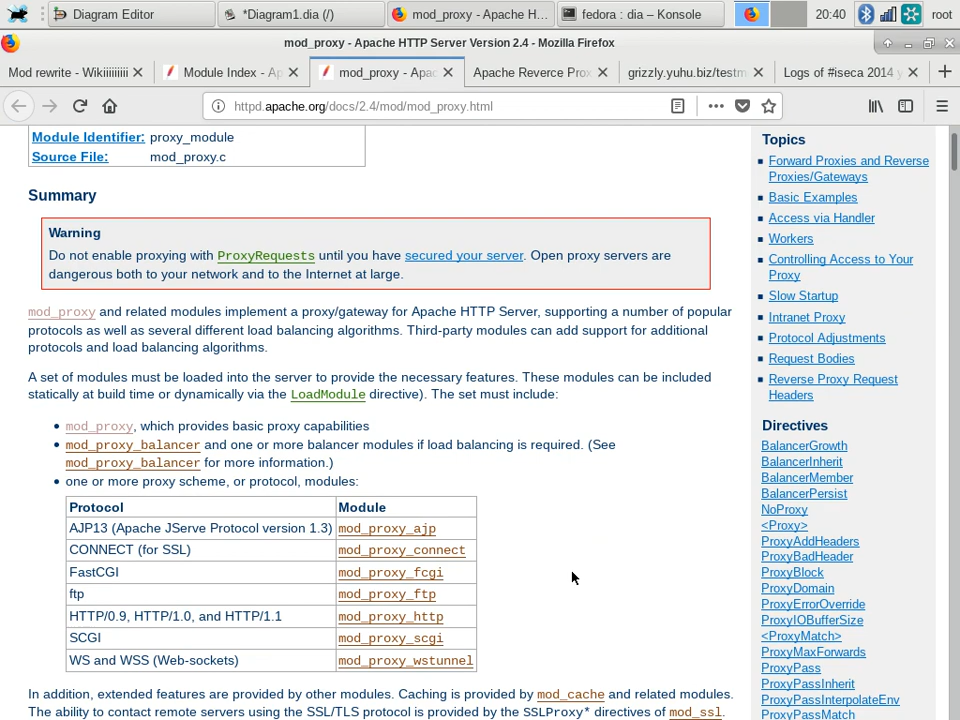 Diagram Editor
*Diagram1.dia (/)
mod_proxy - Apache H...
fedora : dia – Konsole
20:40
root
mod_proxy - Apache HTTP Server Version 2.4 - Mozilla Firefox
Mod rewrite - Wikiiiiiiiii
Module Index - Ap
mod_proxy - Apac
Apache Reverce Prox
grizzly.yuhu.biz/testm
Logs of #iseca 2014 y
httpd.apache.org/docs/2.4/mod/mod_proxy.html
Module Identifier: proxy_module
Source File: mod_proxy.c
Summary
Warning
Do not enable proxying with ProxyRequests until you have secured your server. Open proxy servers are
dangerous both to your network and to the Internet at large.
mod_proxy and related modules implement a proxy/gateway for Apache HTTP Server, supporting a number of popular
protocols as well as several different load balancing algorithms. Third-party modules can add support for additional
protocols and load balancing algorithms.
A set of modules must be loaded into the server to provide the necessary features. These modules can be included
statically at build time or dynamically via the LoadModule directive). The set must include:
• mod_proxy, which provides basic proxy capabilities
• mod_proxy_balancer and one or more balancer modules if load balancing is required. (See
mod_proxy_balancer for more information.)
• one or more proxy scheme, or protocol, modules:
Protocol Module
AJP13 (Apache JServe Protocol version 1.3) mod_proxy_ajp
CONNECT (for SSL) mod_proxy_connect
FastCGI mod_proxy_fcgi
ftp mod_proxy_ftp
HTTP/0.9, HTTP/1.0, and HTTP/1.1 mod_proxy_http
SCGI mod_proxy_scgi
WS and WSS (Web-sockets) mod_proxy_wstunnel
In addition, extended features are provided by other modules. Caching is provided by mod_cache and related modules.
The ability to contact remote servers using the SSL/TLS protocol is provided by the SSLProxy* directives of mod_ssl.
Topics
Forward Proxies and Reverse
Proxies/Gateways
Basic Examples
Access via Handler
Workers
Controlling Access to Your
Proxy
Slow Startup
Intranet Proxy
Protocol Adjustments
Request Bodies
Reverse Proxy Request
Headers
Directives
BalancerGrowth
BalancerInherit
BalancerMember
BalancerPersist
NoProxy
<Proxy>
ProxyAddHeaders
ProxyBadHeader
ProxyBlock
ProxyDomain
ProxyErrorOverride
ProxyIOBufferSize
<ProxyMatch>
ProxyMaxForwards
ProxyPass
ProxyPassInherit
ProxyPassInterpolateEnv
ProxyPassMatch